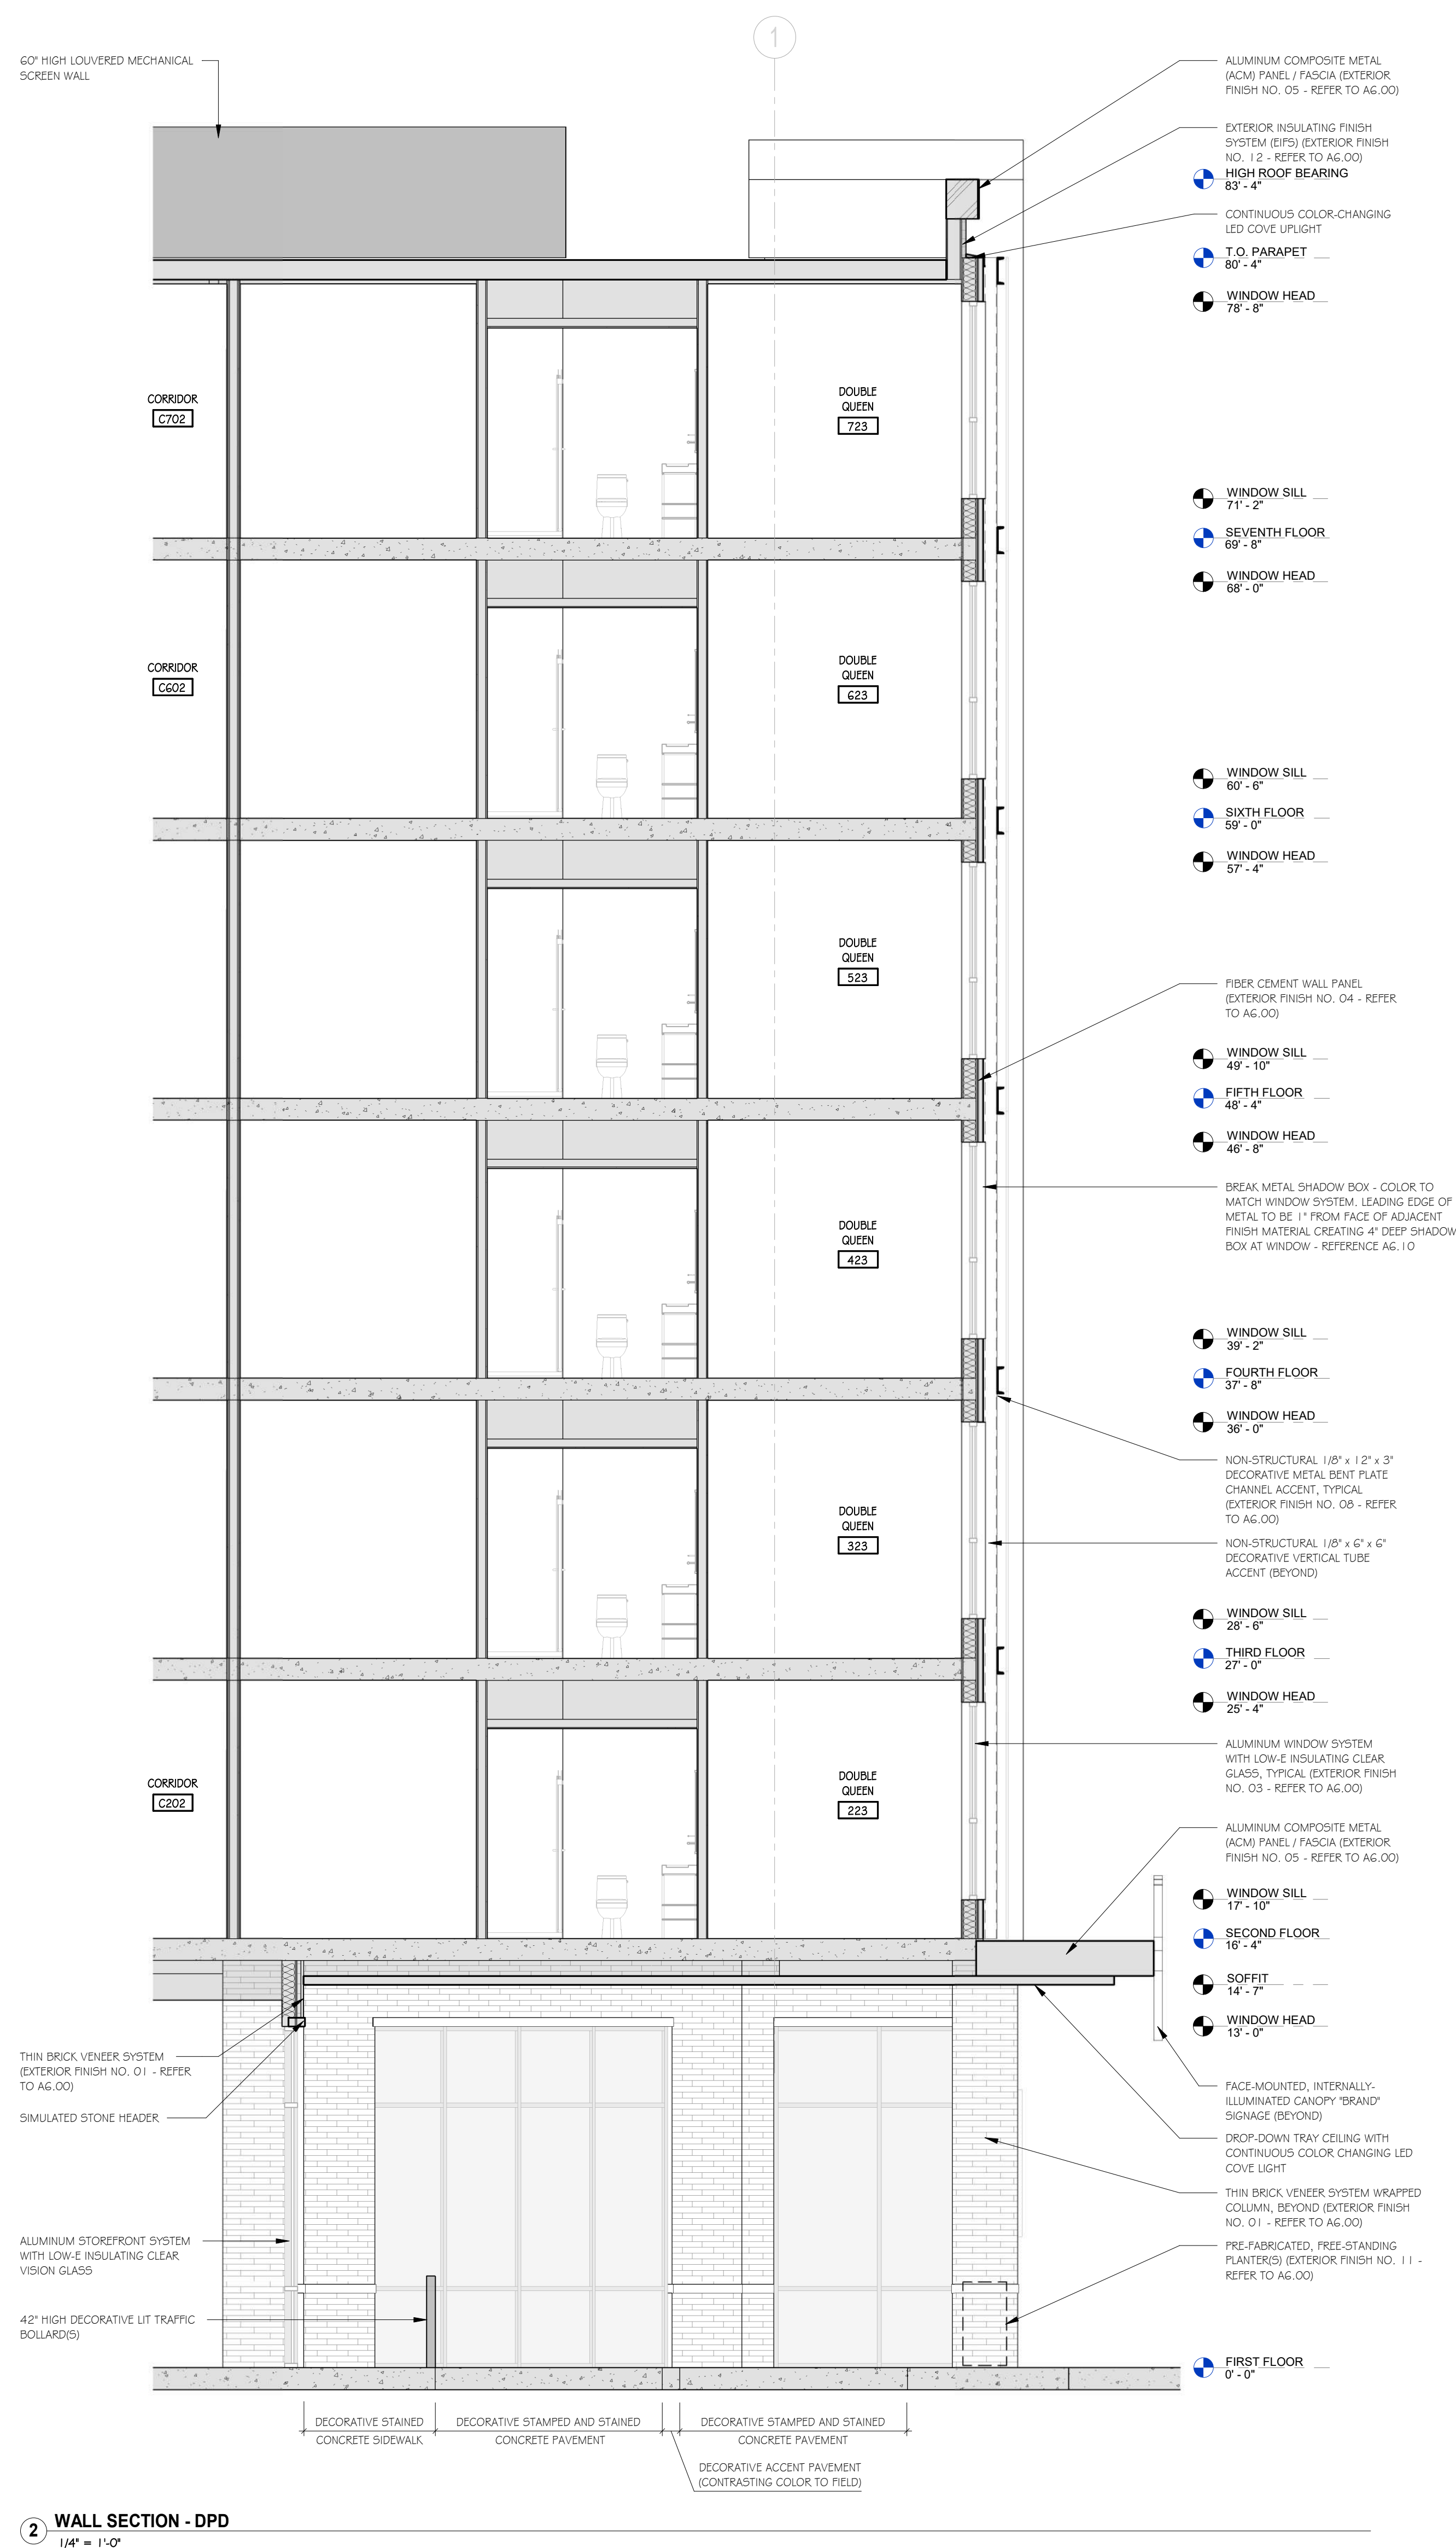 1
60" HIGH LOUVERED MECHANICAL
SCREEN WALL
ALUMINUM COMPOSITE METAL
(ACM) PANEL / FASCIA (EXTERIOR
FINISH NO. 05 - REFER TO A6.00)
EXTERIOR INSULATING FINISH
SYSTEM (EIFS) (EXTERIOR FINISH
NO. 12 - REFER TO A6.00)
HIGH ROOF BEARING
83' - 4"
CONTINUOUS COLOR-CHANGING
LED COVE UPLIGHT
T.O. PARAPET
80' - 4"
WINDOW HEAD
78' - 8"
CORRIDOR
C702
DOUBLE
QUEEN
723
WINDOW SILL
71' - 2"
SEVENTH FLOOR
69' - 8"
WINDOW HEAD
68' - 0"
CORRIDOR
C602
DOUBLE
QUEEN
623
WINDOW SILL
60' - 6"
SIXTH FLOOR
59' - 0"
WINDOW HEAD
57' - 4"
DOUBLE
QUEEN
523
FIBER CEMENT WALL PANEL
(EXTERIOR FINISH NO. 04 - REFER
TO A6.00)
WINDOW SILL
49' - 10"
FIFTH FLOOR
48' - 4"
WINDOW HEAD
46' - 8"
BREAK METAL SHADOW BOX - COLOR TO
MATCH WINDOW SYSTEM. LEADING EDGE OF
METAL TO BE 1" FROM FACE OF ADJACENT
FINISH MATERIAL CREATING 4" DEEP SHADOW
BOX AT WINDOW - REFERENCE A6.10
DOUBLE
QUEEN
423
WINDOW SILL
39' - 2"
FOURTH FLOOR
37' - 8"
WINDOW HEAD
36' - 0"
NON-STRUCTURAL 1/8" x 12" x 3"
DECORATIVE METAL BENT PLATE
CHANNEL ACCENT, TYPICAL
(EXTERIOR FINISH NO. 08 - REFER
TO A6.00)
DOUBLE
QUEEN
323
NON-STRUCTURAL 1/8" x 6" x 6"
DECORATIVE VERTICAL TUBE
ACCENT (BEYOND)
WINDOW SILL
28' - 6"
THIRD FLOOR
27' - 0"
WINDOW HEAD
25' - 4"
ALUMINUM WINDOW SYSTEM
WITH LOW-E INSULATING CLEAR
GLASS, TYPICAL (EXTERIOR FINISH
NO. 03 - REFER TO A6.00)
CORRIDOR
C202
DOUBLE
QUEEN
223
ALUMINUM COMPOSITE METAL
(ACM) PANEL / FASCIA (EXTERIOR
FINISH NO. 05 - REFER TO A6.00)
WINDOW SILL
17' - 10"
SECOND FLOOR
16' - 4"
SOFFIT
14' - 7"
WINDOW HEAD
13' - 0"
THIN BRICK VENEER SYSTEM
(EXTERIOR FINISH NO. 01 - REFER
TO A6.00)
SIMULATED STONE HEADER
FACE-MOUNTED, INTERNALLY-
ILLUMINATED CANOPY "BRAND"
SIGNAGE (BEYOND)
DROP-DOWN TRAY CEILING WITH
CONTINUOUS COLOR CHANGING LED
COVE LIGHT
THIN BRICK VENEER SYSTEM WRAPPED
COLUMN, BEYOND (EXTERIOR FINISH
NO. 01 - REFER TO A6.00)
ALUMINUM STOREFRONT SYSTEM
WITH LOW-E INSULATING CLEAR
VISION GLASS
PRE-FABRICATED, FREE-STANDING
PLANTER(S) (EXTERIOR FINISH NO. 11 -
REFER TO A6.00)
42" HIGH DECORATIVE LIT TRAFFIC
BOLLARD(S)
FIRST FLOOR
0' - 0"
DECORATIVE STAINED
CONCRETE SIDEWALK
DECORATIVE STAMPED AND STAINED
CONCRETE PAVEMENT
DECORATIVE STAMPED AND STAINED
CONCRETE PAVEMENT
DECORATIVE ACCENT PAVEMENT
(CONTRASTING COLOR TO FIELD)
2
WALL SECTION - DPD
1/4" = 1'-0"